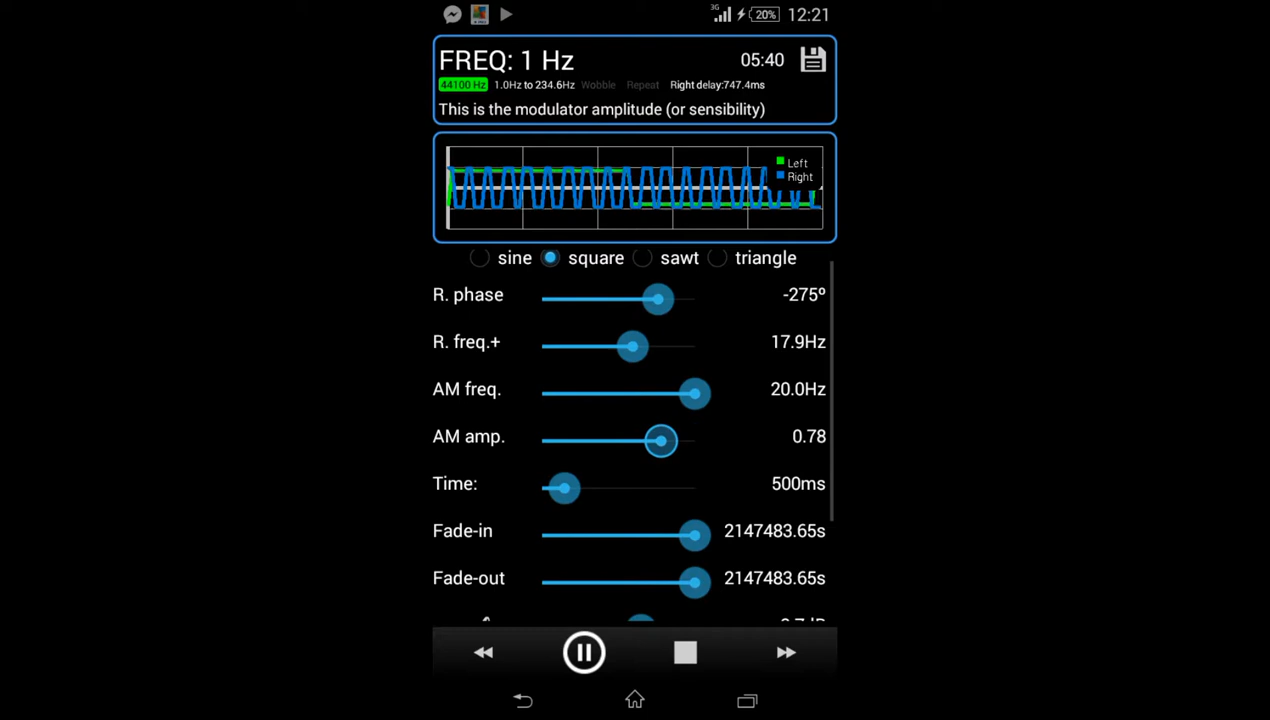 3G 20% 12:21
FREQ: 1 Hz 05:40
44100 Hz 1.0Hz to 234.6Hz Wobble Repeat Right delay:747.4ms
This is the modulator amplitude (or sensibility)
Left
Right
sine square sawt triangle
R. phase -275º
R. freq.+ 17.9Hz
AM freq. 20.0Hz
AM amp. 0.78
Time: 500ms
Fade-in 2147483.65s
Fade-out 2147483.65s